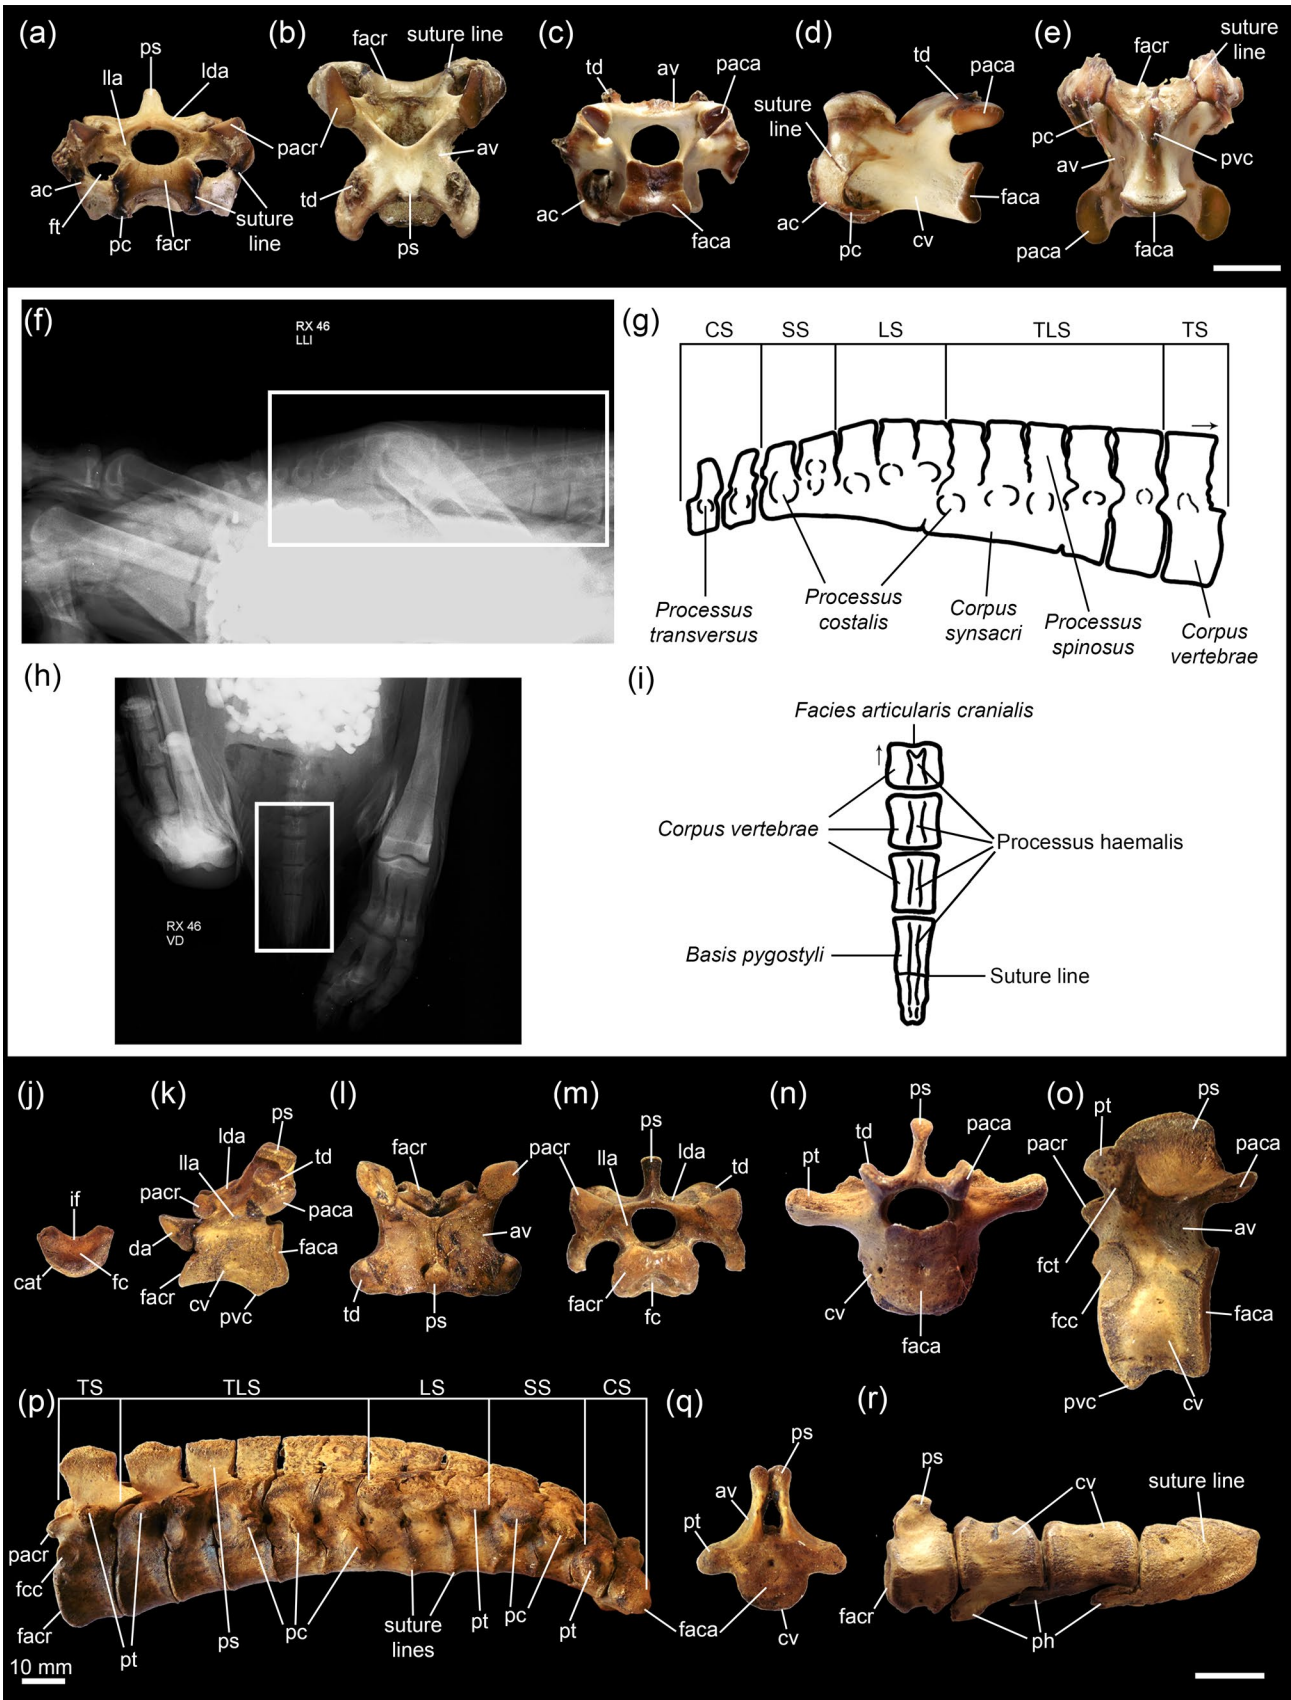 (a)
ps
lla
lda
pacr
ac
ft
pc
facr
suture
line
(b)
facr
suture line
av
td
ps
(c)
td
av
paca
ac
faca
(d)
td
paca
suture
line
faca
ac
pc
cv
(e)
facr
suture
line
pc
pvc
av
paca
faca
(f)
RX 46
LLI
(g)
CS
SS
LS
TLS
TS
Processus
transversus
Processus
costalis
Corpus
synsacri
Processus
spinosus
Corpus
vertebrae
(h)
RX 46
VD
(i)
Facies articularis cranialis
Corpus vertebrae
Processus haemalis
Basis pygostyli
Suture line
(j)
if
cat
fc
(k)
ps
lda
td
lla
pacr
paca
da
faca
facr
cv
pvc
(l)
facr
pacr
av
td
ps
(m)
ps
lla
lda
td
facr
fc
(n)
ps
td
paca
pt
cv
faca
(o)
ps
pt
pacr
paca
av
fct
fcc
faca
pvc
cv
(p)
TS
TLS
LS
SS
CS
pacr
fcc
facr
pt
ps
pc
suture
lines
pt
pc
pt
faca
10 mm
(q)
ps
av
pt
cv
(r)
ps
cv
suture line
facr
ph